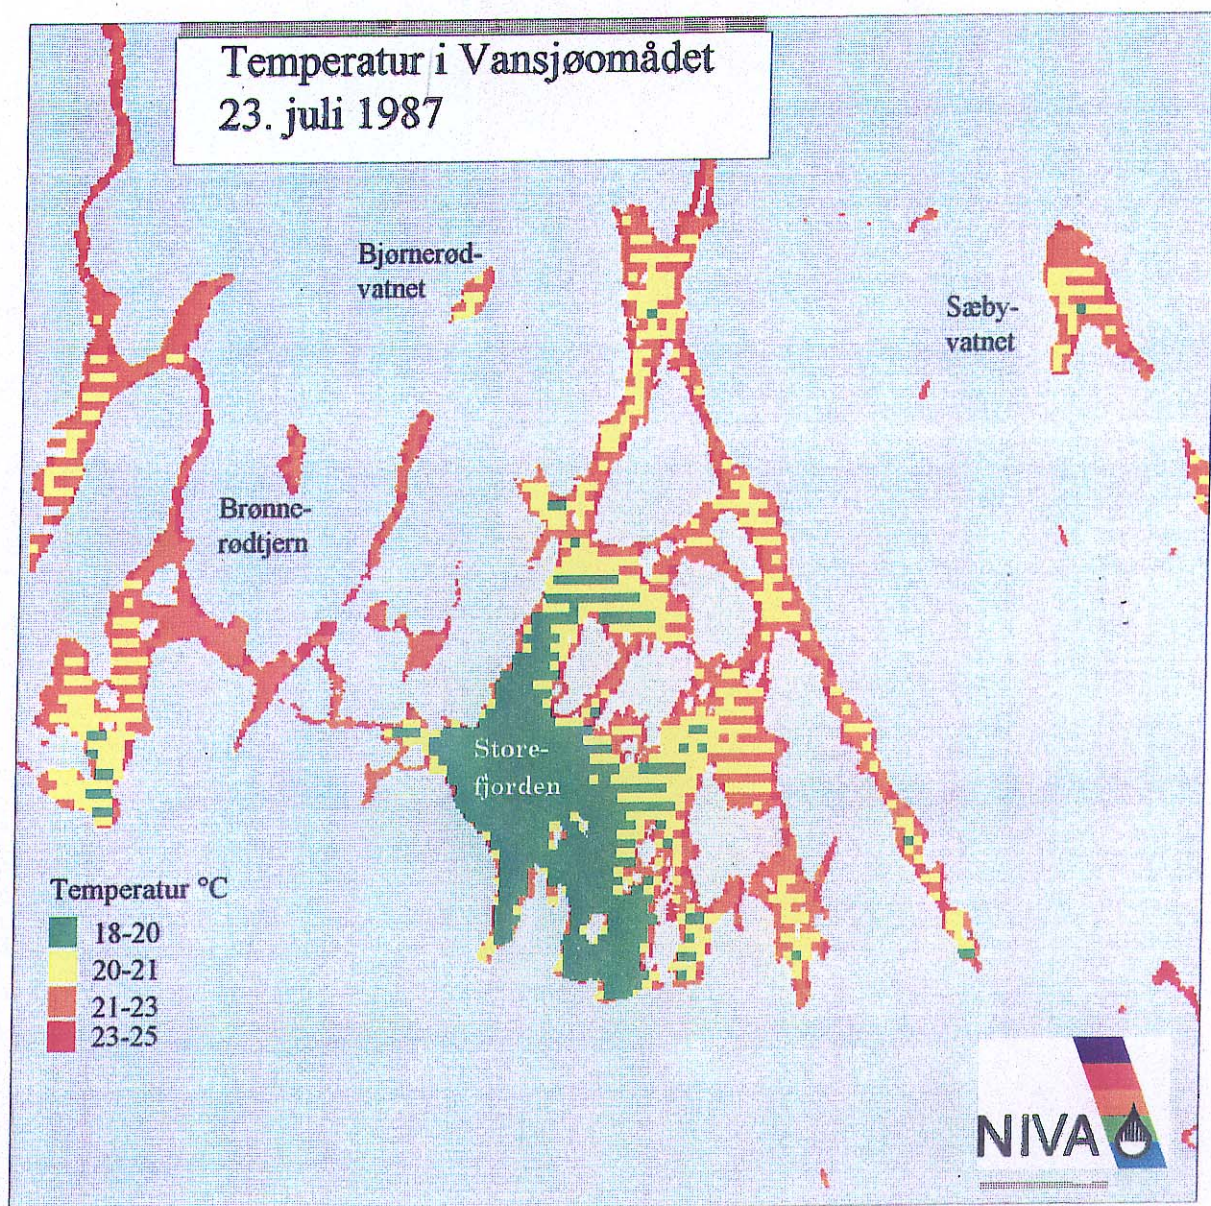 Temperatur i Vansjøomådet
23. juli 1987
Bjørnerød-
vatnet
Sæby-
vatnet
Brønne-
rødtjern
Store-
fjorden
Temperatur °C
18-20
20-21
21-23
23-25
NIVA